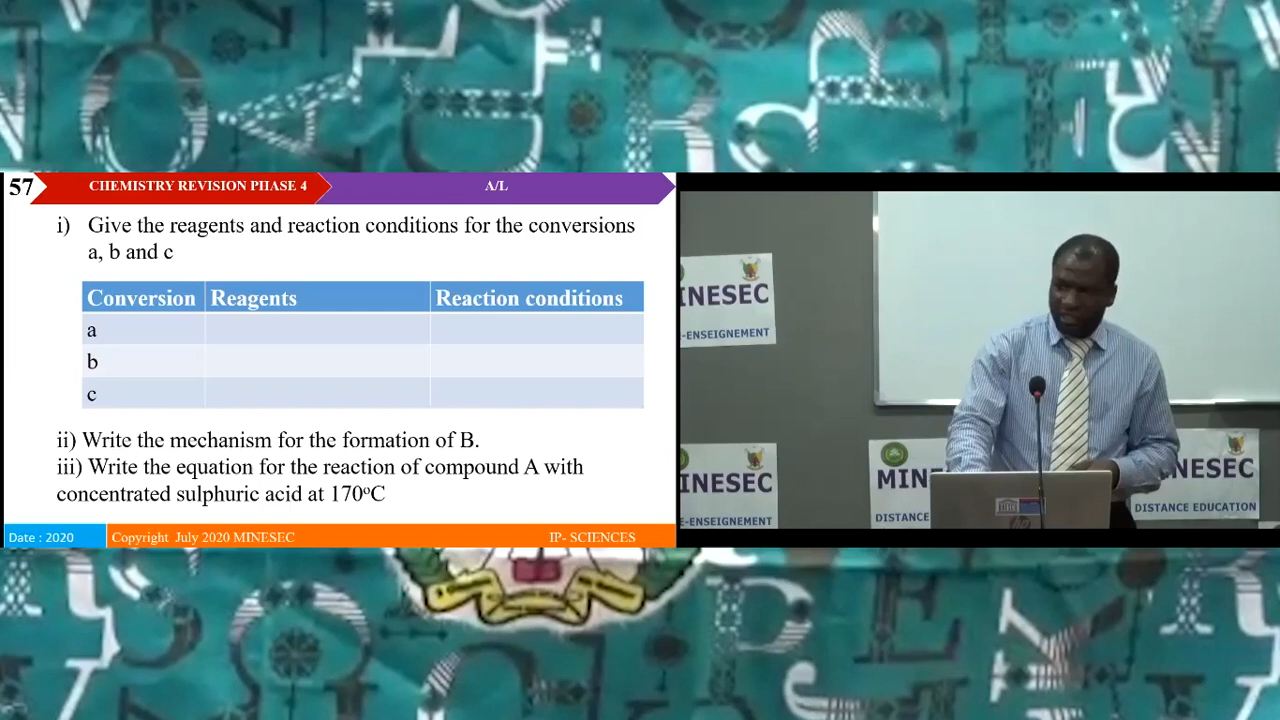 57
CHEMISTRY REVISION PHASE 4
A/L
i) Give the reagents and reaction conditions for the conversions
a, b and c
Conversion Reagents Reaction conditions
a
b
c
ii) Write the mechanism for the formation of B.
iii) Write the equation for the reaction of compound A with
concentrated sulphuric acid at 170°C
Date : 2020
Copyright July 2020 MINESEC
IP- SCIENCES
INESEC
-ENSEIGNEMENT
MINESEC
-ENSEIGNEMENT
MIN
DISTANCE
NESEC
DISTANCE EDUCATION
hp